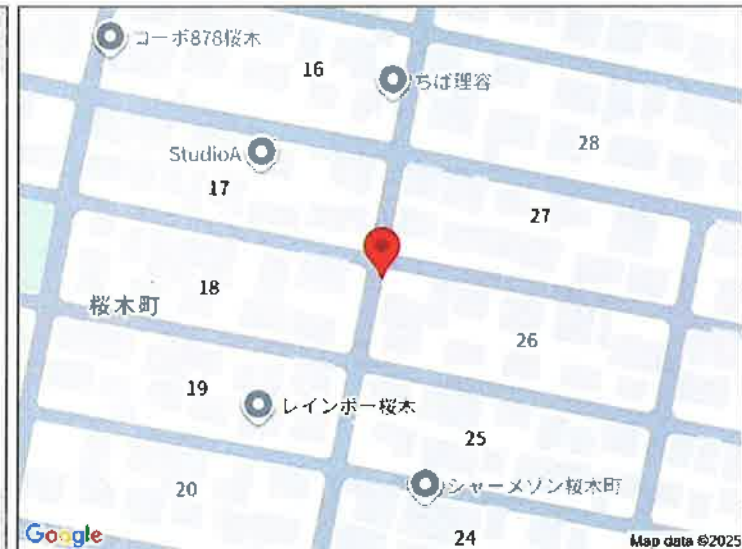 コーポ878桜木
16
ちば理容
28
StudioA
17
27
18
桜木町
26
19
レインボー桜木
25
シャーメゾン桜木町
20
24
Google
Map data ©2025